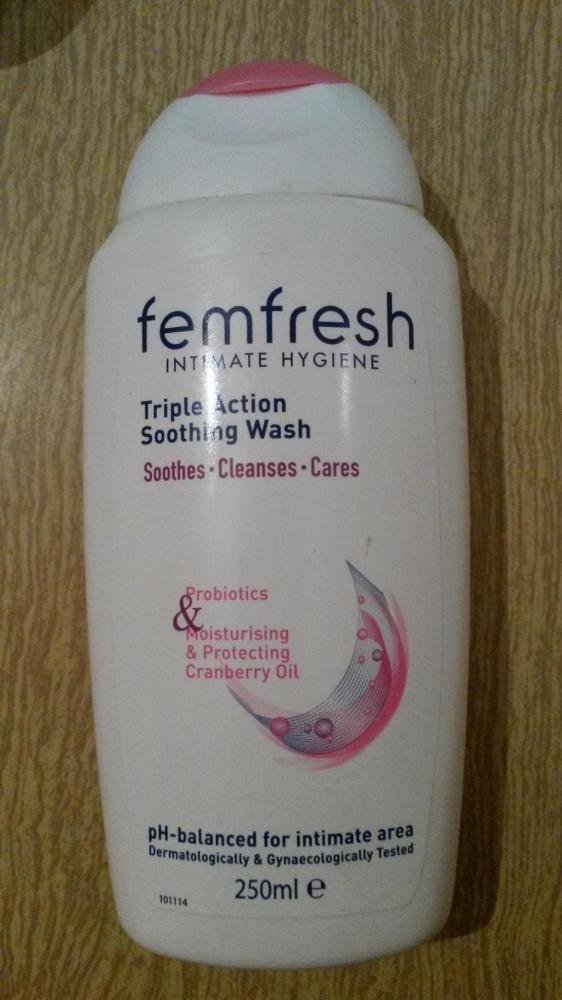 femfresh
INTIMATE HYGIENE
Triple Action
Soothing Wash
Soothes • Cleanses • Cares
Probiotics
&
Moisturising
& Protecting
Cranberry Oil
pH-balanced for intimate area
Dermatologically & Gynaecologically Tested
250ml ℮
101114